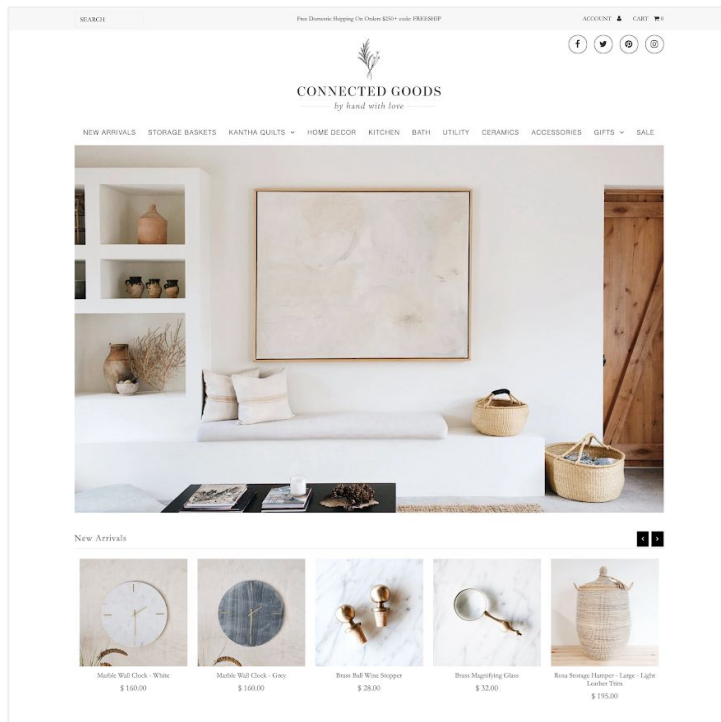 SEARCH
Free Domestic Shipping On Orders $250+ code: FREESHIP
ACCOUNT
CART 0
CONNECTED GOODS
by hand with love
NEW ARRIVALS STORAGE BASKETS KANTHA QUILTS HOME DECOR KITCHEN BATH UTILITY CERAMICS ACCESSORIES GIFTS SALE
New Arrivals
Marble Wall Clock - White
$ 160.00
Marble Wall Clock - Grey
$ 160.00
Brass Ball Wine Stopper
$ 28.00
Brass Magnifying Glass
$ 32.00
Rosa Storage Hamper - Large - Light
Leather Trim
$ 195.00